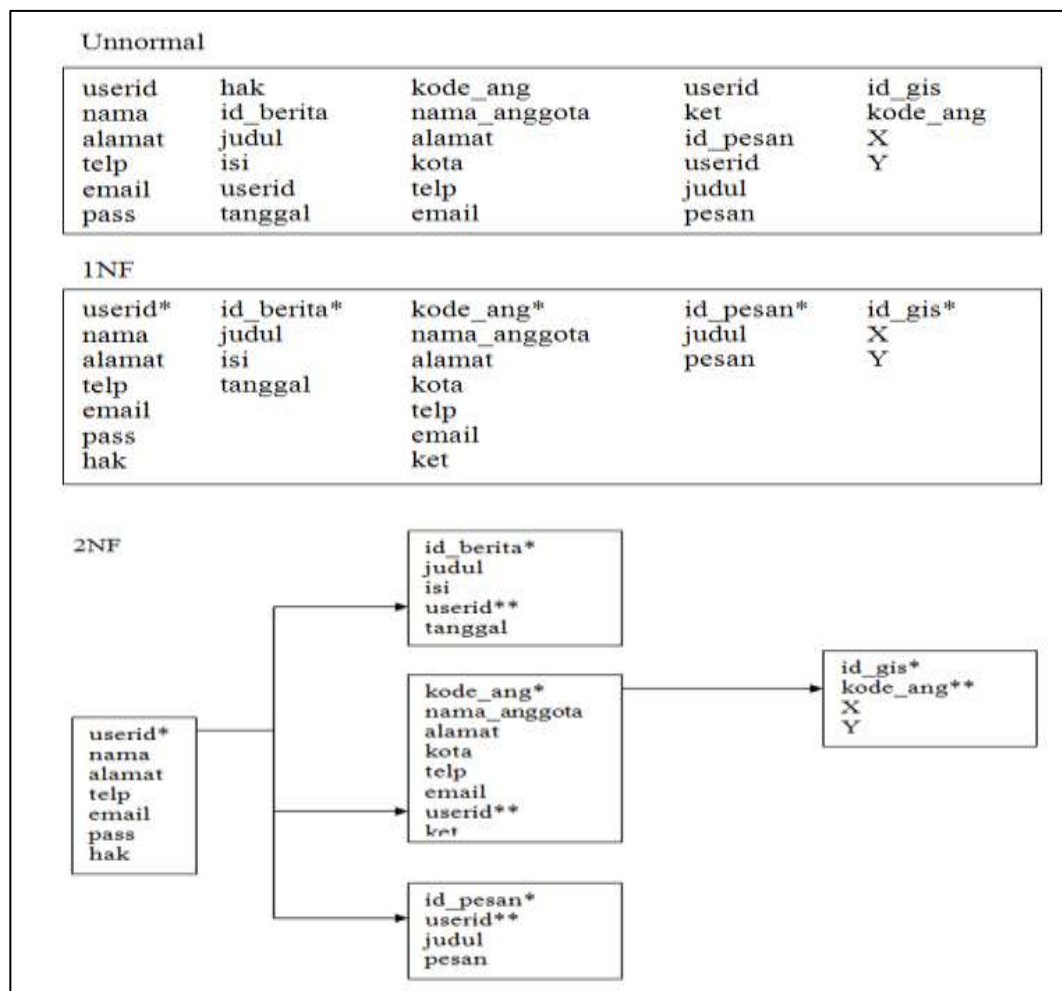 Unnormal
userid
nama
alamat
telp
email
pass
hak
id_berita
judul
isi
userid
tanggal
kode_ang
nama_anggota
alamat
kota
telp
email
userid
ket
id_pesan
userid
judul
pesan
id_gis
kode_ang
X
Y
1NF
userid*
nama
alamat
telp
email
pass
hak
id_berita*
judul
isi
tanggal
kode_ang*
nama_anggota
alamat
kota
telp
email
ket
id_pesan*
judul
pesan
id_gis*
X
Y
2NF
userid*
nama
alamat
telp
email
pass
hak
id_berita*
judul
isi
userid**
tanggal
kode_ang*
nama_anggota
alamat
kota
telp
email
userid**
ket
id_pesan*
userid**
judul
pesan
id_gis*
kode_ang**
X
Y